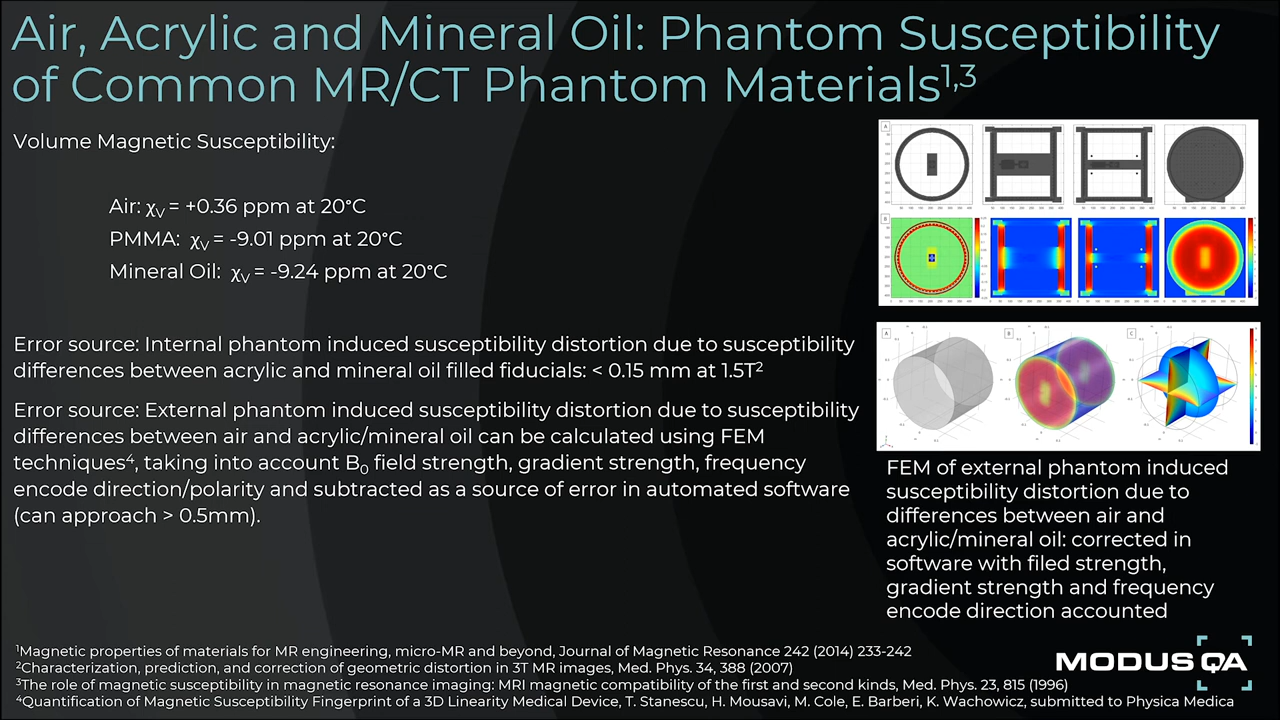 Air, Acrylic and Mineral Oil: Phantom Susceptibility
of Common MR/CT Phantom Materials¹,³
Volume Magnetic Susceptibility:
Air: χᵥ = +0.36 ppm at 20°C
PMMA: χᵥ = -9.01 ppm at 20°C
Mineral Oil: χᵥ = -9.24 ppm at 20°C
Error source: Internal phantom induced susceptibility distortion due to susceptibility
differences between acrylic and mineral oil filled fiducials: < 0.15 mm at 1.5T²
Error source: External phantom induced susceptibility distortion due to susceptibility
differences between air and acrylic/mineral oil can be calculated using FEM
techniques⁴, taking into account B₀ field strength, gradient strength, frequency
encode direction/polarity and subtracted as a source of error in automated software
(can approach > 0.5mm).
A
B
A
B
C
FEM of external phantom induced
susceptibility distortion due to
differences between air and
acrylic/mineral oil: corrected in
software with filed strength,
gradient strength and frequency
encode direction accounted
¹Magnetic properties of materials for MR engineering, micro-MR and beyond, Journal of Magnetic Resonance 242 (2014) 233-242
²Characterization, prediction, and correction of geometric distortion in 3T MR images, Med. Phys. 34, 388 (2007)
³The role of magnetic susceptibility in magnetic resonance imaging: MRI magnetic compatibility of the first and second kinds, Med. Phys. 23, 815 (1996)
⁴Quantification of Magnetic Susceptibility Fingerprint of a 3D Linearity Medical Device, T. Stanescu, H. Mousavi, M. Cole, E. Barberi, K. Wachowicz, submitted to Physica Medica
MODUS QA